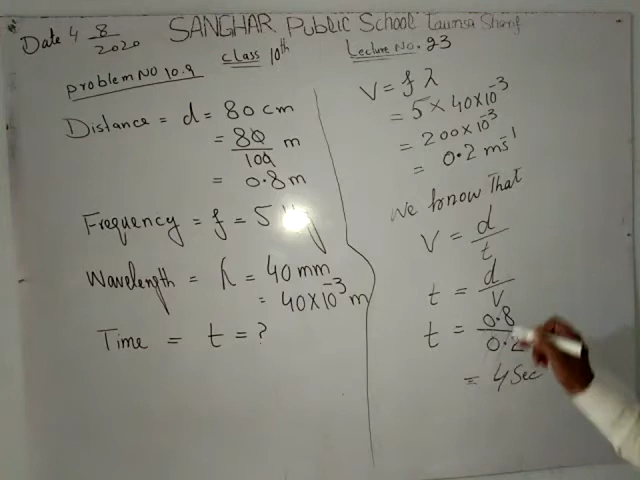 Date 4 8/2020 SANGHAR Public School Taunsa Sharif
Class 10th Lecture No. 23
Problem No 10.9
Distance = d = 80 cm
= 80/100 m
= 0.8 m
Frequency = f = 5
Wavelength = λ = 40 mm
= 40×10⁻³ m
Time = t = ?
V = f λ
= 5 × 40×10⁻³
= 200×10⁻³
= 0.2 ms⁻¹
We know That
V = d/t
t = d/V
t = 0.8/0.2
= 4 Sec